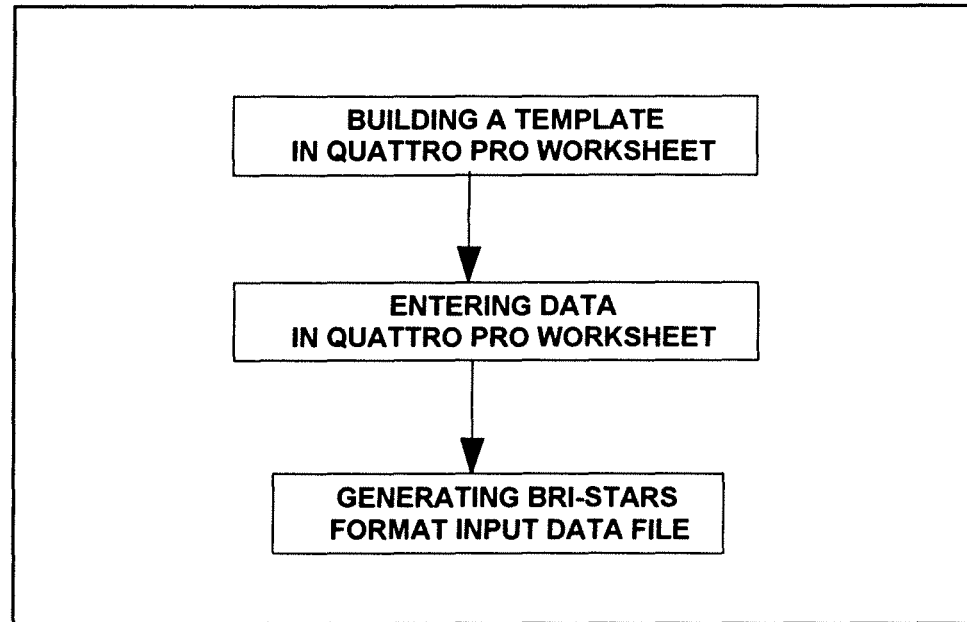 BUILDING A TEMPLATE
IN QUATTRO PRO WORKSHEET
ENTERING DATA
IN QUATTRO PRO WORKSHEET
GENERATING BRI-STARS
FORMAT INPUT DATA FILE